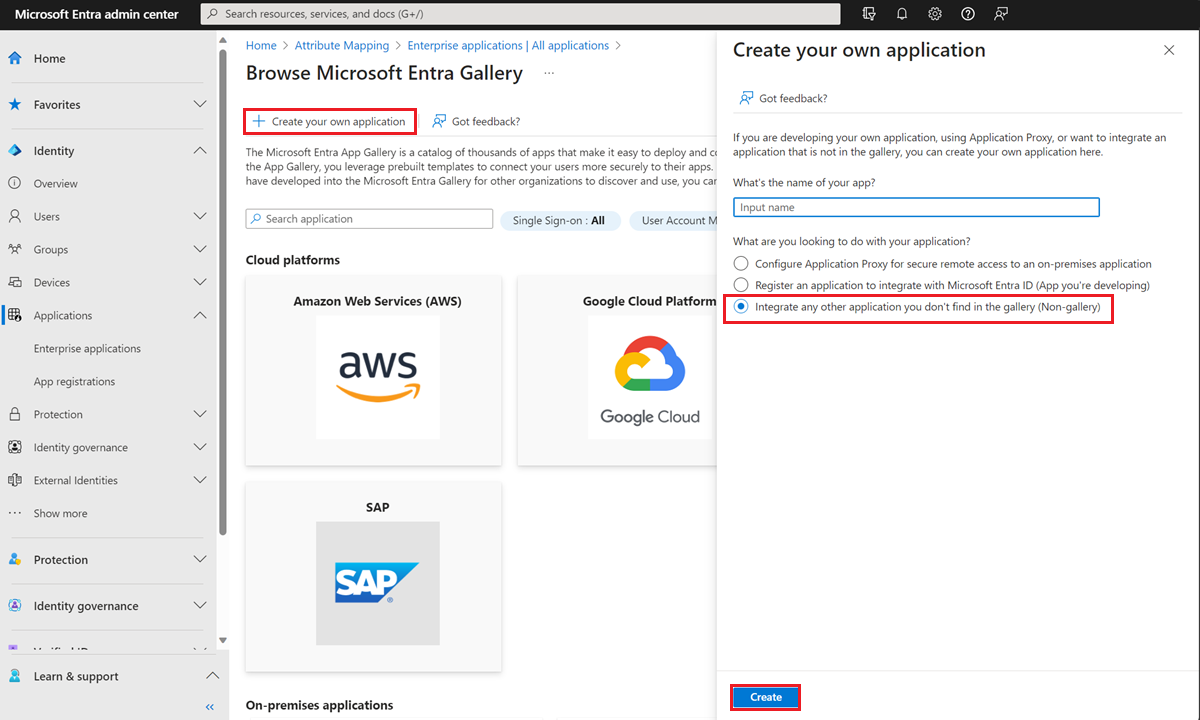 Microsoft Entra admin center
Search resources, services, and docs (G+/)
Home
Favorites
Identity
Overview
Users
Groups
Devices
Applications
Enterprise applications
App registrations
Protection
Identity governance
External Identities
Show more
Protection
Identity governance
Learn & support
Home > Attribute Mapping > Enterprise applications | All applications >
Browse Microsoft Entra Gallery ...
Create your own application
Got feedback?
The Microsoft Entra App Gallery is a catalog of thousands of apps that make it easy to deploy and
the App Gallery, you leverage prebuilt templates to connect your users more securely to their apps.
have developed into the Microsoft Entra Gallery for other organizations to discover and use, you can
Search application
Single Sign-on : All
User Account
Cloud platforms
Amazon Web Services (AWS)
aws
Google Cloud Platform
Google Cloud
SAP
SAP®
On-premises applications
Create your own application
Got feedback?
If you are developing your own application, using Application Proxy, or want to integrate an
application that is not in the gallery, you can create your own application here.
What's the name of your app?
Input name
What are you looking to do with your application?
Configure Application Proxy for secure remote access to an on-premises application
Register an application to integrate with Microsoft Entra ID (App you're developing)
Integrate any other application you don't find in the gallery (Non-gallery)
Create